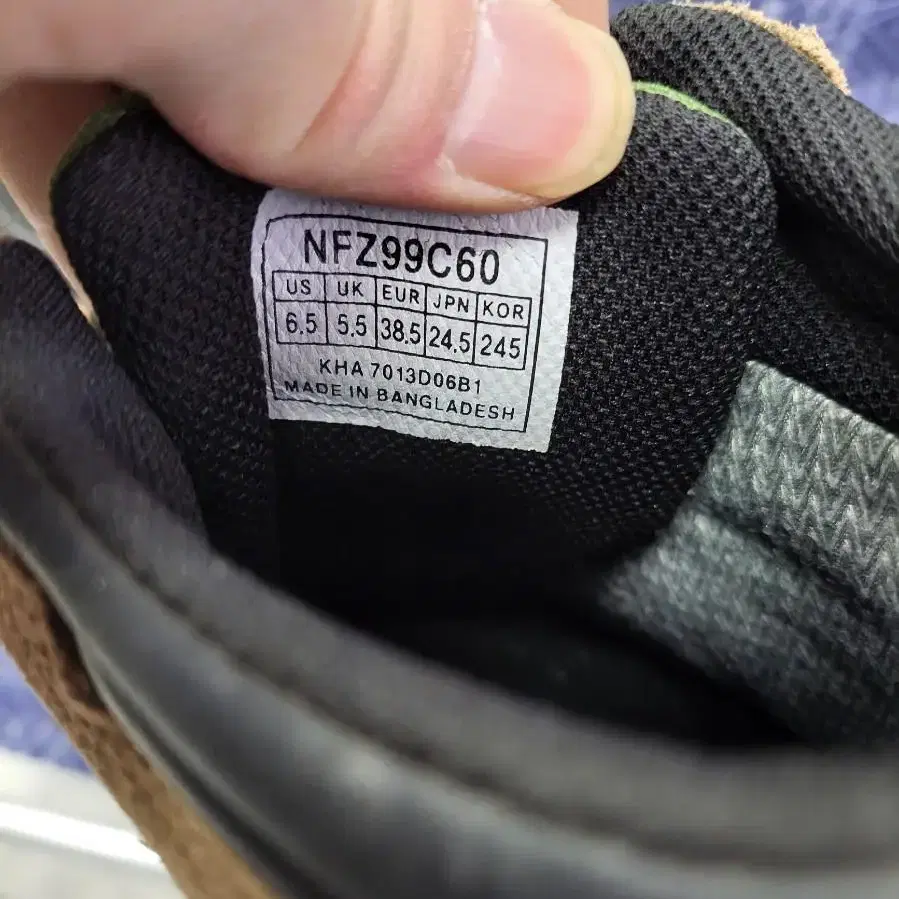 NFZ99C60
US UK EUR JPN KOR
6.5 5.5 38.5 24.5 245
KHA 7013D06B1
MADE IN BANGLADESH